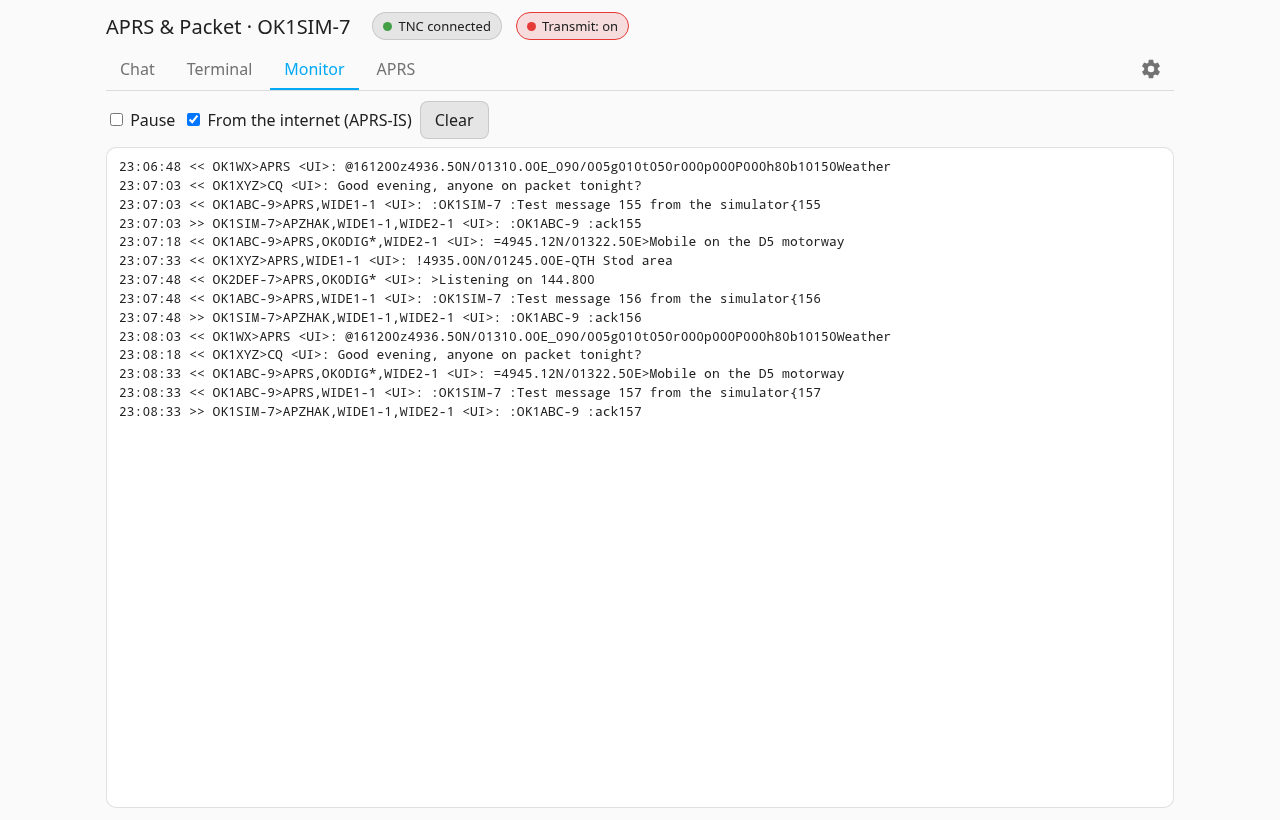 APRS & Packet · OK1SIM-7
TNC connected
Transmit: on
Chat
Terminal
Monitor
APRS
Pause
From the internet (APRS-IS)
Clear
23:06:48 << OK1WX>APRS <UI>: @161200z4936.50N/01310.00E_090/005g010t050r000p000P000h80b10150Weather
23:07:03 << OK1XYZ>CQ <UI>: Good evening, anyone on packet tonight?
23:07:03 << OK1ABC-9>APRS,WIDE1-1 <UI>: :OK1SIM-7 :Test message 155 from the simulator{155
23:07:03 >> OK1SIM-7>APZHAK,WIDE1-1,WIDE2-1 <UI>: :OK1ABC-9 :ack155
23:07:18 << OK1ABC-9>APRS,OK0DIG*,WIDE2-1 <UI>: =4945.12N/01322.50E>Mobile on the D5 motorway
23:07:33 << OK1XYZ>APRS,WIDE1-1 <UI>: !4935.00N/01245.00E-QTH Stod area
23:07:48 << OK2DEF-7>APRS,OK0DIG* <UI>: >Listening on 144.800
23:07:48 << OK1ABC-9>APRS,WIDE1-1 <UI>: :OK1SIM-7 :Test message 156 from the simulator{156
23:07:48 >> OK1SIM-7>APZHAK,WIDE1-1,WIDE2-1 <UI>: :OK1ABC-9 :ack156
23:08:03 << OK1WX>APRS <UI>: @161200z4936.50N/01310.00E_090/005g010t050r000p000P000h80b10150Weather
23:08:18 << OK1XYZ>CQ <UI>: Good evening, anyone on packet tonight?
23:08:33 << OK1ABC-9>APRS,OK0DIG*,WIDE2-1 <UI>: =4945.12N/01322.50E>Mobile on the D5 motorway
23:08:33 << OK1ABC-9>APRS,WIDE1-1 <UI>: :OK1SIM-7 :Test message 157 from the simulator{157
23:08:33 >> OK1SIM-7>APZHAK,WIDE1-1,WIDE2-1 <UI>: :OK1ABC-9 :ack157